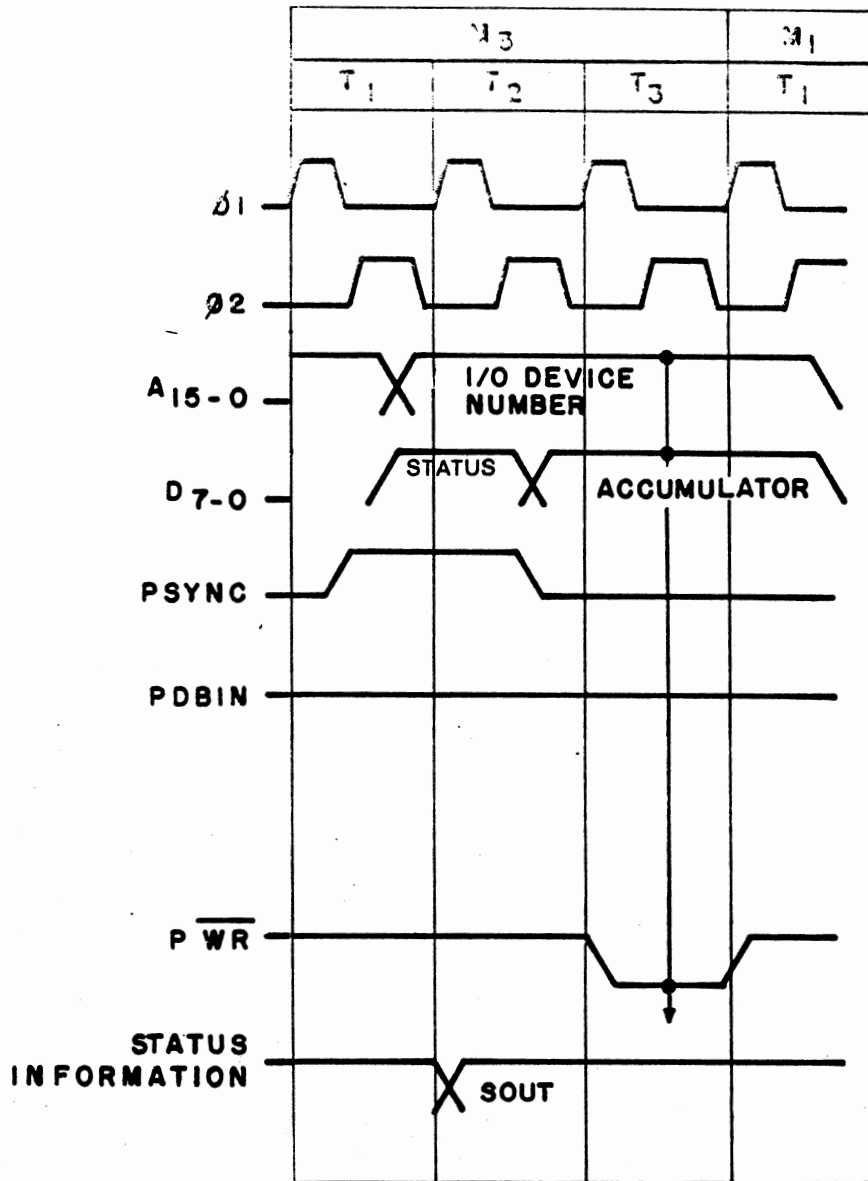 M3 M1
T1 T2 T3 T1
Ø1
Ø2
A15-0
I/O DEVICE
NUMBER
D7-0
STATUS
ACCUMULATOR
PSYNC
PDBIN
P W̅R̅
STATUS
INFORMATION
SOUT